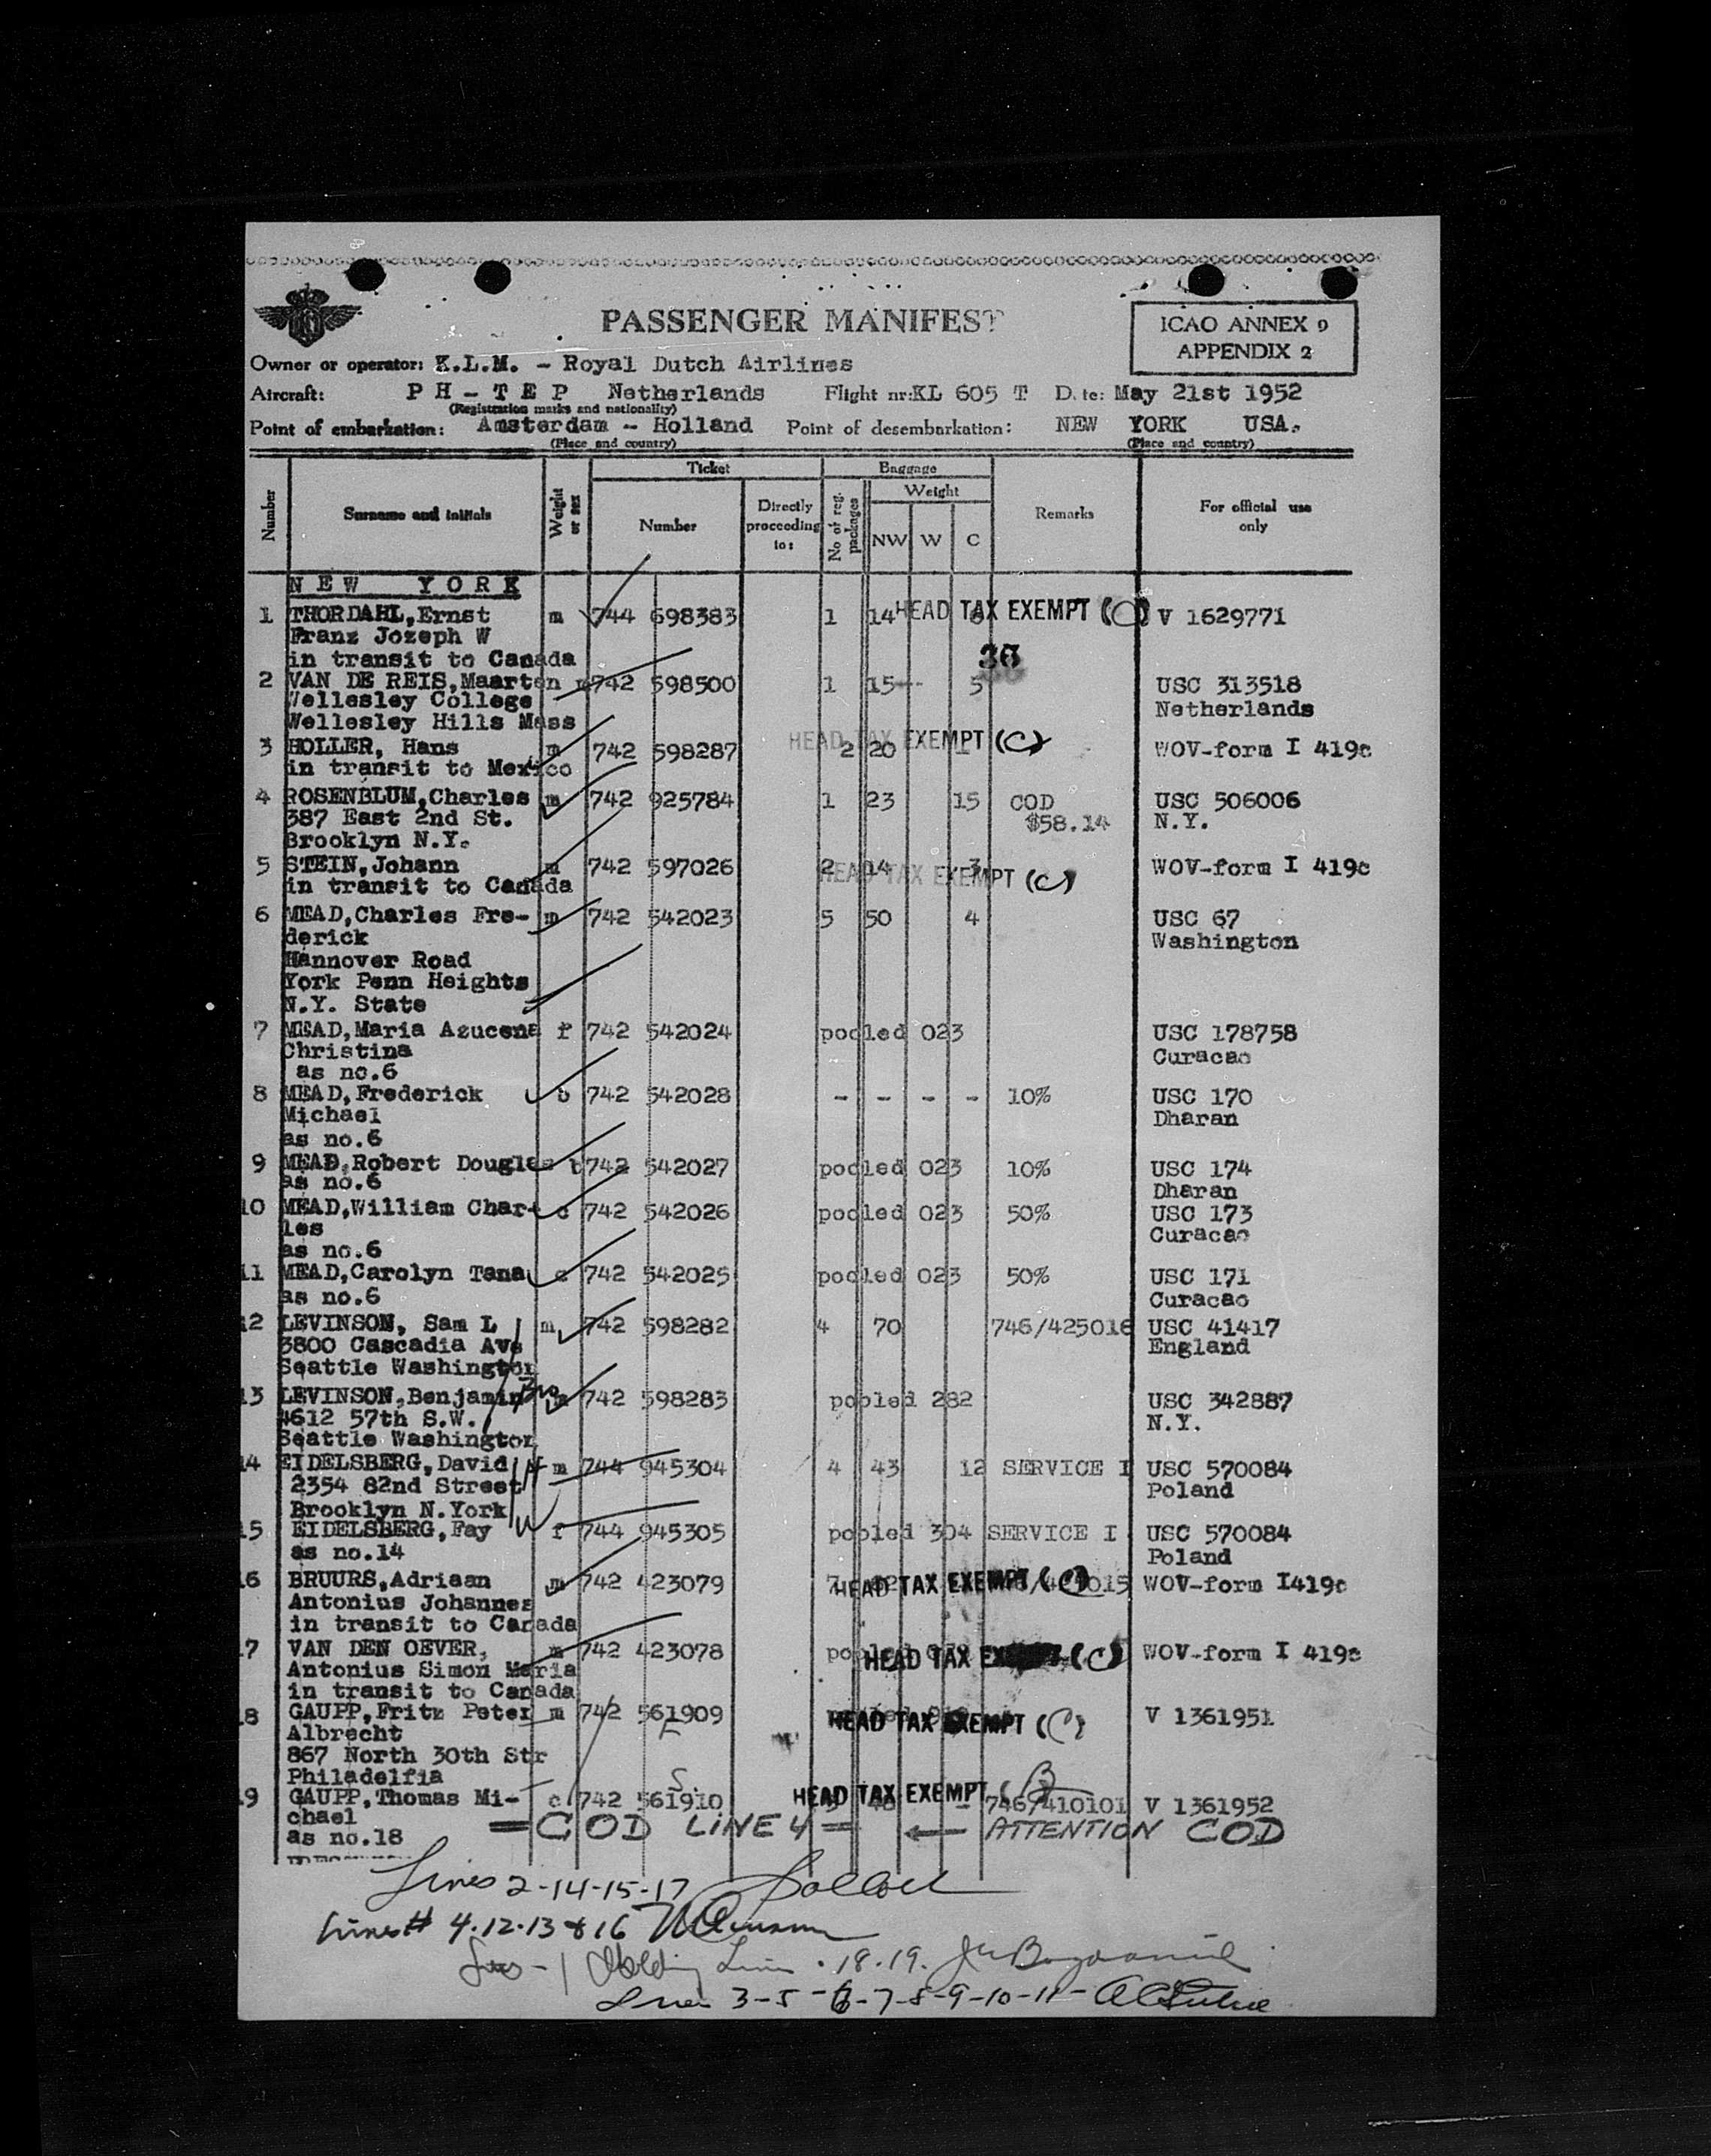 PASSENGER MANIFEST
ICAO ANNEX 9
APPENDIX 2
Owner or operator: K.L.M. - Royal Dutch Airlines
Aircraft: P H - T E P Netherlands Flight nr: KL 605 T Date: May 21st 1952
(Registration marks and nationality)
Point of embarkation: Amsterdam - Holland Point of desembarkation: NEW YORK USA.
(Place and country) (Place and country)
Number Surname and initials Weight or sex Ticket Number Directly proceeding to: Baggage No of reg. packages Weight NW W C Remarks For official use only
NEW YORK
1 THORDAHL, Ernst m 744 698383 1 14 6 HEAD TAX EXEMPT (C) V 1629771
Franz Jozeph W
in transit to Canada
36
2 VAN DE REIS, Maarten m 742 598500 1 15 5 USC 313518
Wellesley College Netherlands
Wellesley Hills Mass
3 HOLLER, Hans m 742 598287 2 20 - HEAD TAX EXEMPT (C) WOV-form I 419c
in transit to Mexico
4 ROSENBLUM, Charles m 742 925784 1 23 15 COD USC 506006
387 East 2nd St. $58.14 N.Y.
Brooklyn N.Y.
5 STEIN, Johann m 742 597026 2 14 3 WOV-form I 419c
in transit to Canada HEAD TAX EXEMPT (C)
6 MEAD, Charles Fre- m 742 542023 5 50 4 USC 67
derick Washington
Hannover Road
York Penn Heights
N.Y. State
7 MEAD, Maria Azucena f 742 542024 pooled 023 USC 178758
Christina Curacao
as no.6
8 MEAD, Frederick b 742 542028 - - - - 10% USC 170
Michael Dharan
as no.6
9 MEAD, Robert Douglas b 742 542027 pooled 023 10% USC 174
as no.6 Dharan
10 MEAD, William Char- c 742 542026 pooled 023 50% USC 173
les Curacao
as no.6
11 MEAD, Carolyn Tana c 742 542025 pooled 023 50% USC 171
as no.6 Curacao
12 LEVINSON, Sam L m 742 598282 4 70 746/425016 USC 41417
3800 Cascadia Ave England
Seattle Washington
13 LEVINSON, Benjamin Bro m 742 598283 pooled 282 USC 342887
4612 57th S.W. N.Y.
Seattle Washington
14 EIDELSBERG, David H m 744 945304 4 43 12 SERVICE I USC 570084
2354 82nd Street Poland
Brooklyn N.York
15 EIDELSBERG, Fay W f 744 945305 pooled 304 SERVICE I USC 570084
as no.14 Poland
16 BRUURS, Adriaan m 742 423079 7 HEAD TAX EXEMPT (C) WOV-form I419c
Antonius Johannes
in transit to Canada
17 VAN DEN OEVER, m 742 423078 HEAD TAX EXEMPT (C) WOV-form I 419c
Antonius Simon Maria
in transit to Canada
18 GAUPP, Fritz Peter m 742 561909 HEAD TAX EXEMPT (C) V 1361951
Albrecht F
867 North 30th Str
Philadelfia
19 GAUPP, Thomas Mi- c 742 561910 S HEAD TAX EXEMPT (B) 746/410101 V 1361952
chael
as no.18
= COD LINE 4 = ← ATTENTION COD
Lines 2-14-15-17
Lines# 4.12.13 & 16
Lines 18.19.
Lines 3-5-6-7-8-9-10-11-